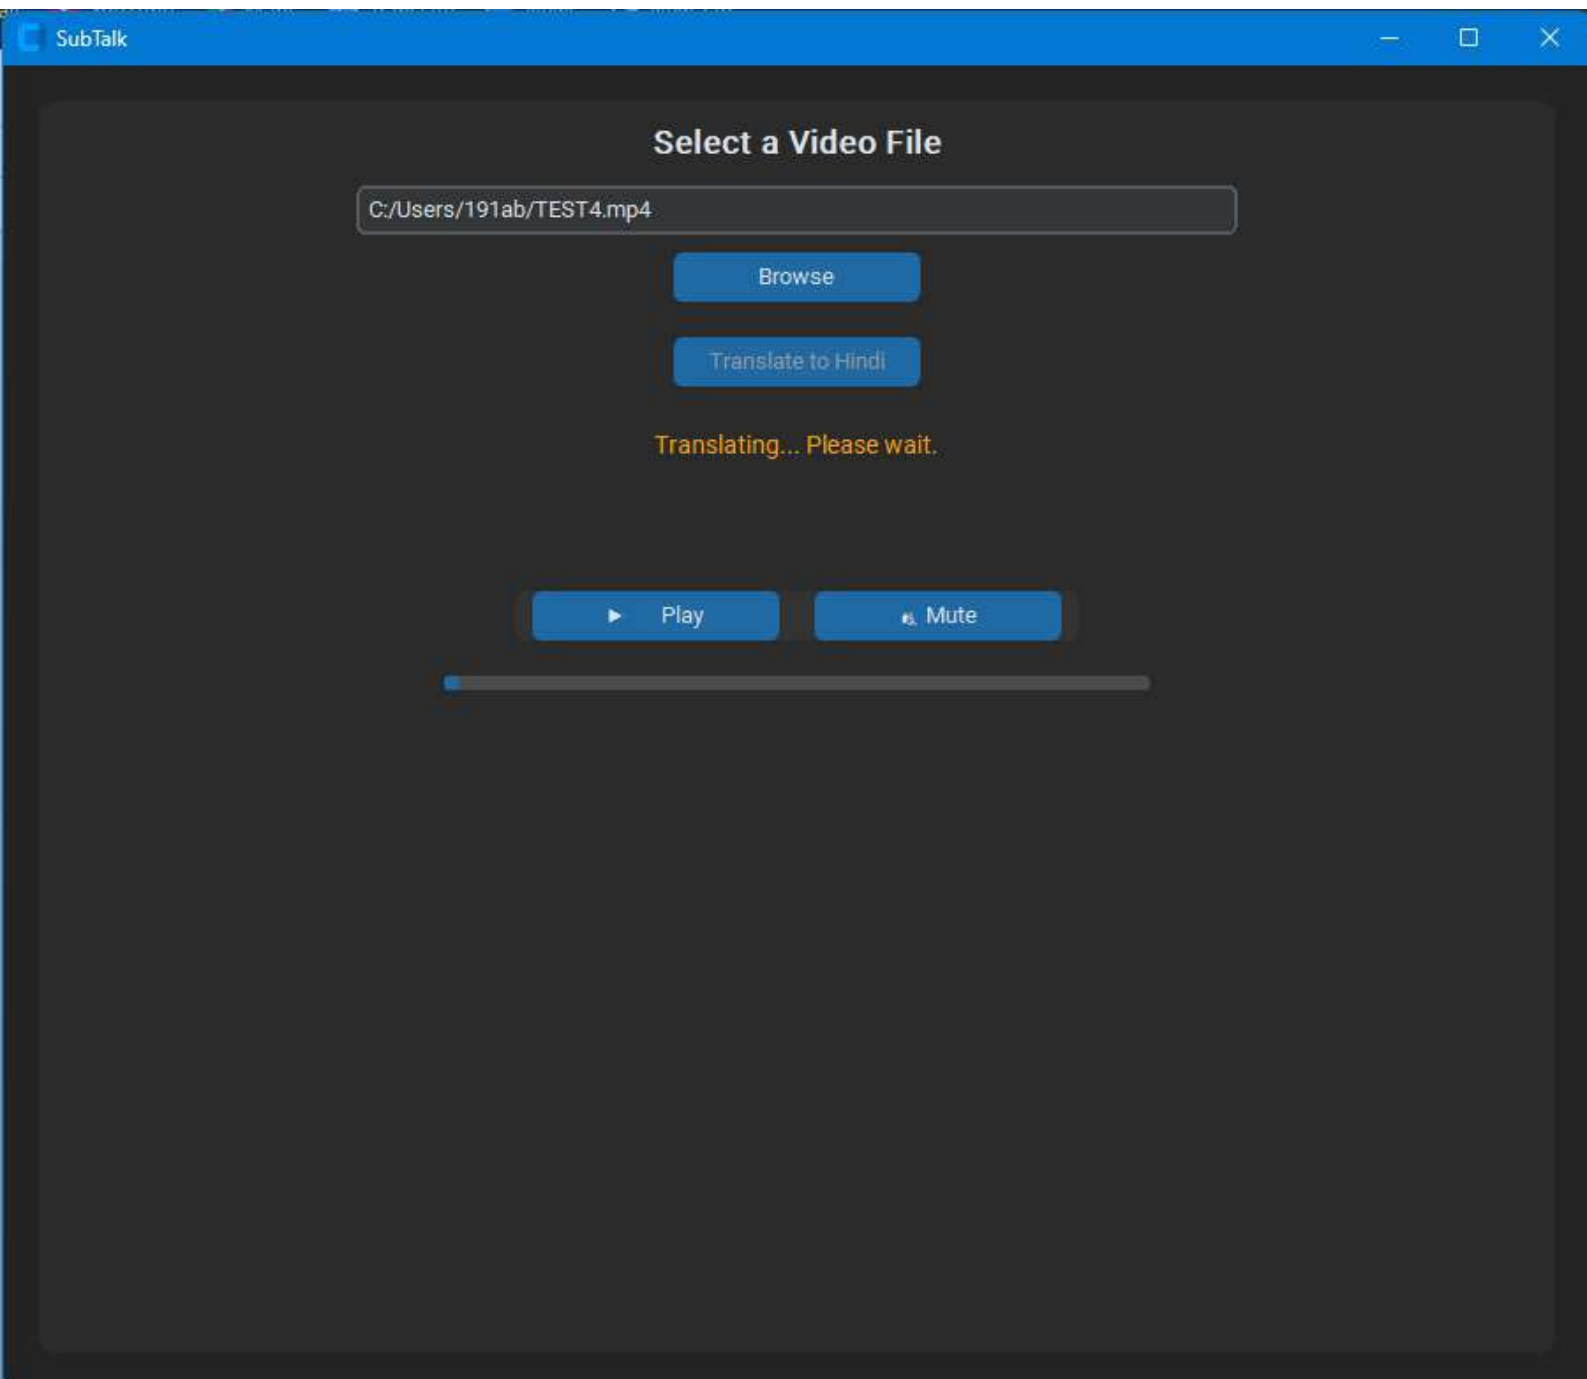 SubTalk
Select a Video File
C:/Users/191ab/TEST4.mp4
Browse
Translate to Hindi
Translating... Please wait.
Play
Mute